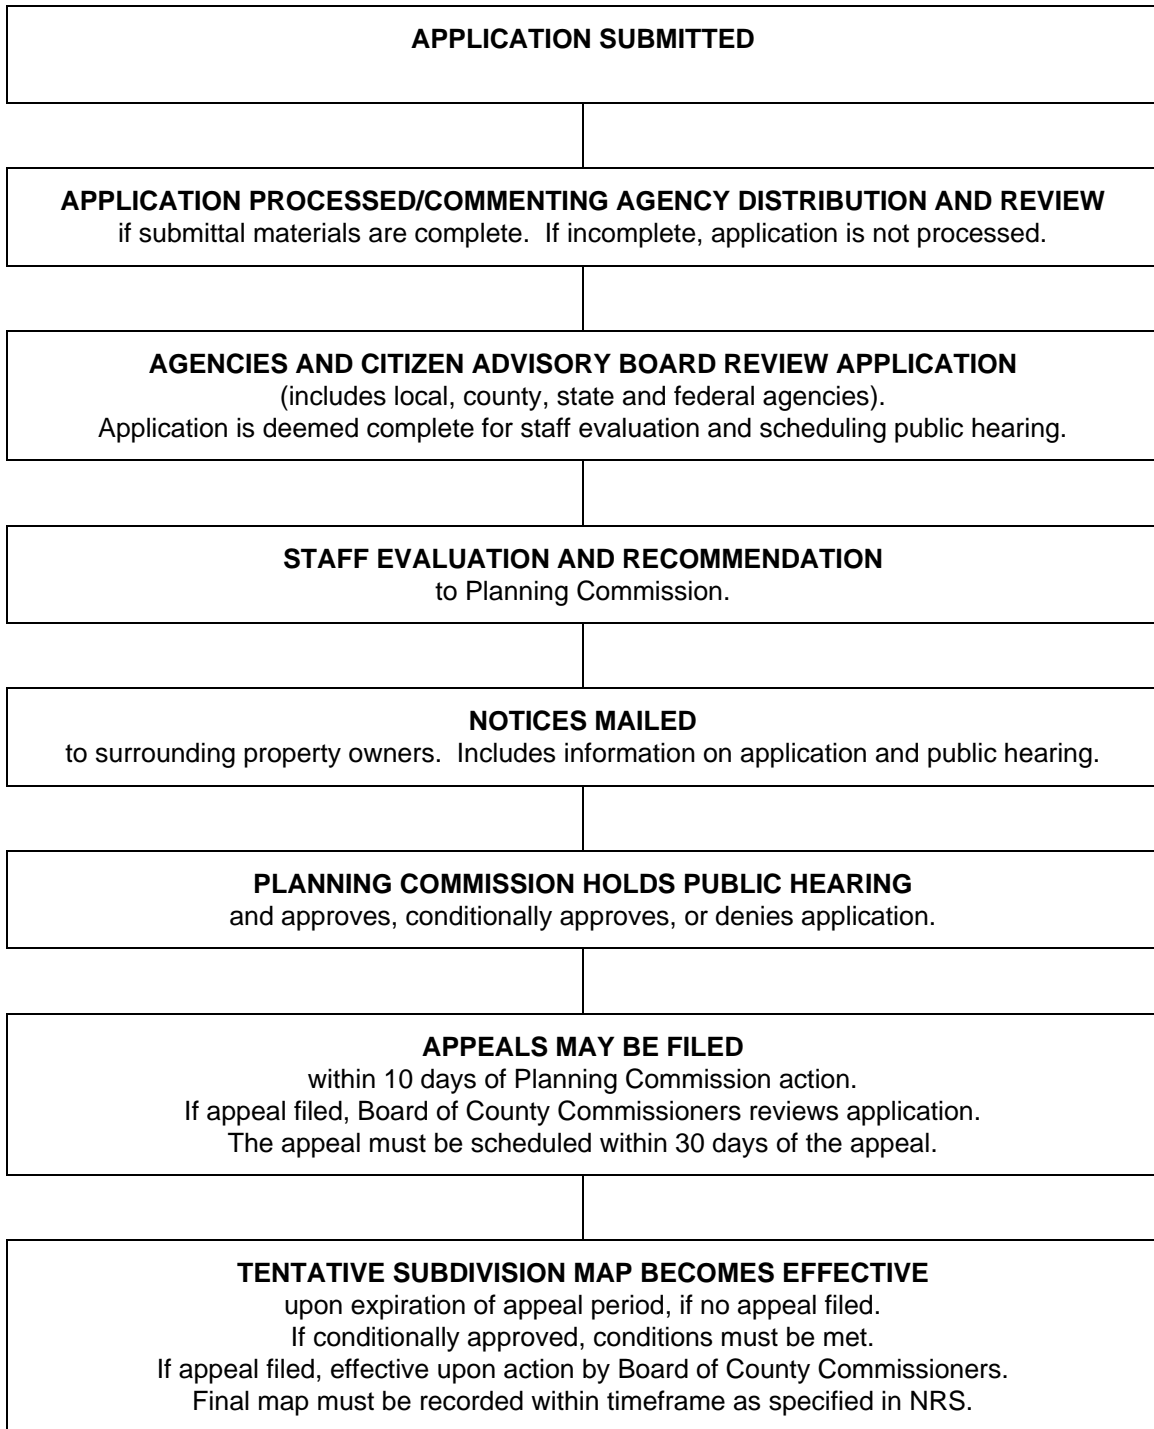 APPLICATION SUBMITTED
APPLICATION PROCESSED/COMMENTING AGENCY DISTRIBUTION AND REVIEW
if submittal materials are complete.  If incomplete, application is not processed.
AGENCIES AND CITIZEN ADVISORY BOARD REVIEW APPLICATION
(includes local, county, state and federal agencies).
Application is deemed complete for staff evaluation and scheduling public hearing.
STAFF EVALUATION AND RECOMMENDATION
to Planning Commission.
NOTICES MAILED
to surrounding property owners.  Includes information on application and public hearing.
PLANNING COMMISSION HOLDS PUBLIC HEARING
and approves, conditionally approves, or denies application.
APPEALS MAY BE FILED
within 10 days of Planning Commission action.
If appeal filed, Board of County Commissioners reviews application.
The appeal must be scheduled within 30 days of the appeal.
TENTATIVE SUBDIVISION MAP BECOMES EFFECTIVE
upon expiration of appeal period, if no appeal filed.
If conditionally approved, conditions must be met.
If appeal filed, effective upon action by Board of County Commissioners.
Final map must be recorded within timeframe as specified in NRS.